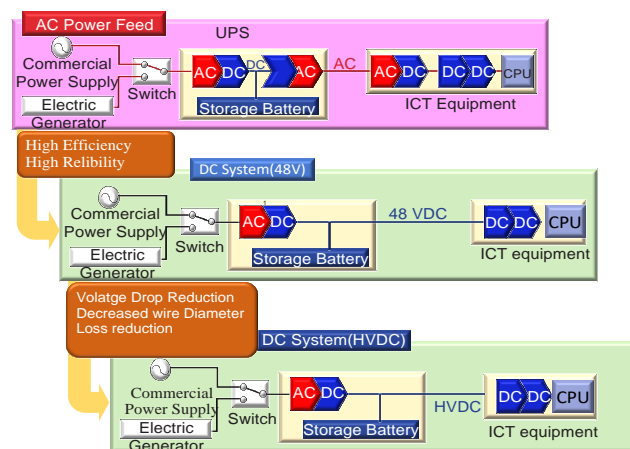 AC Power Feed
UPS
Commercial
Power Supply
Switch
Electric
Generator
AC DC
DC
AC
Storage Battery
AC
AC DC
DC DC
CPU
ICT Equipment
High Efficiency
High Relibility
DC System(48V)
Commercial
Power Supply
Switch
Electric
Generator
AC DC
Storage Battery
48 VDC
DC DC
CPU
ICT equipment
Volatge Drop Reduction
Decreased wire Diameter
Loss reduction
DC System(HVDC)
Commercial
Power Supply
Switch
Electric
Generator
AC DC
Storage Battery
HVDC
DC DC
CPU
ICT equipment